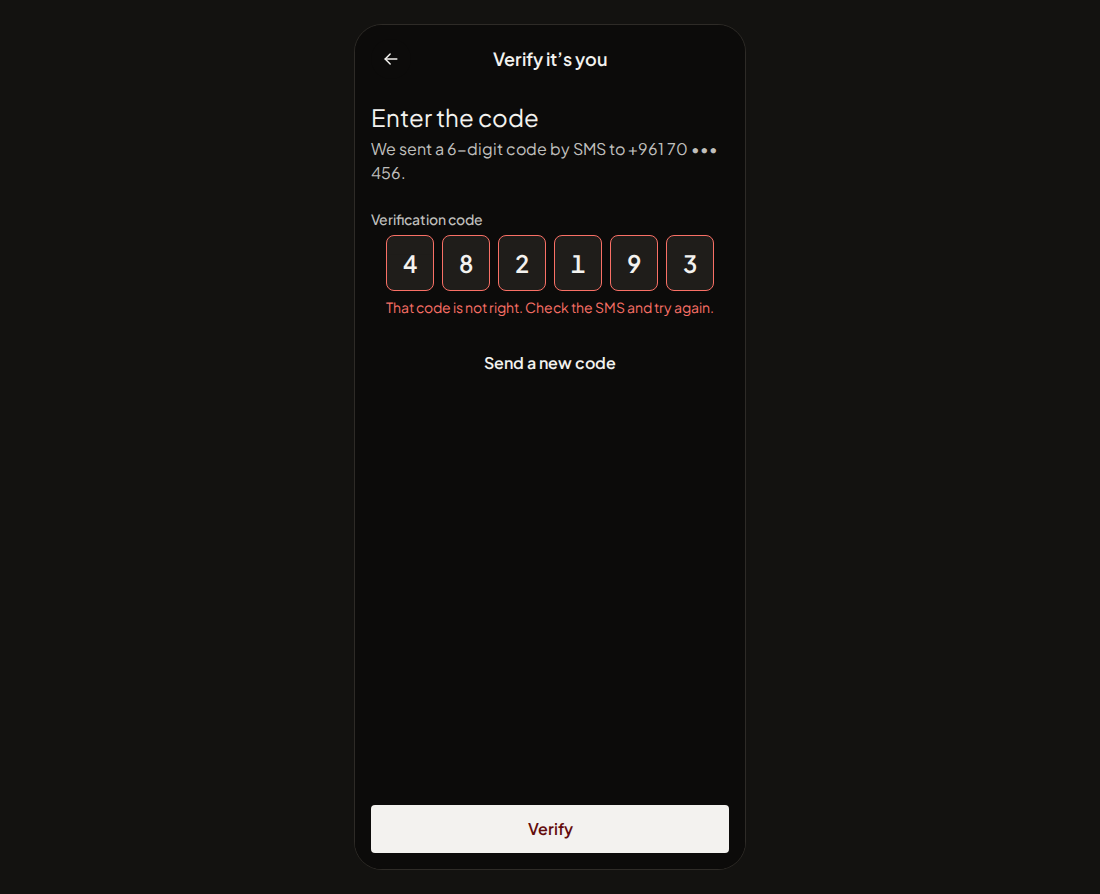 Verify it’s you
Enter the code
We sent a 6-digit code by SMS to +961 70 •••
456.
Verification code
4 8 2 1 9 3
That code is not right. Check the SMS and try again.
Send a new code
Verify